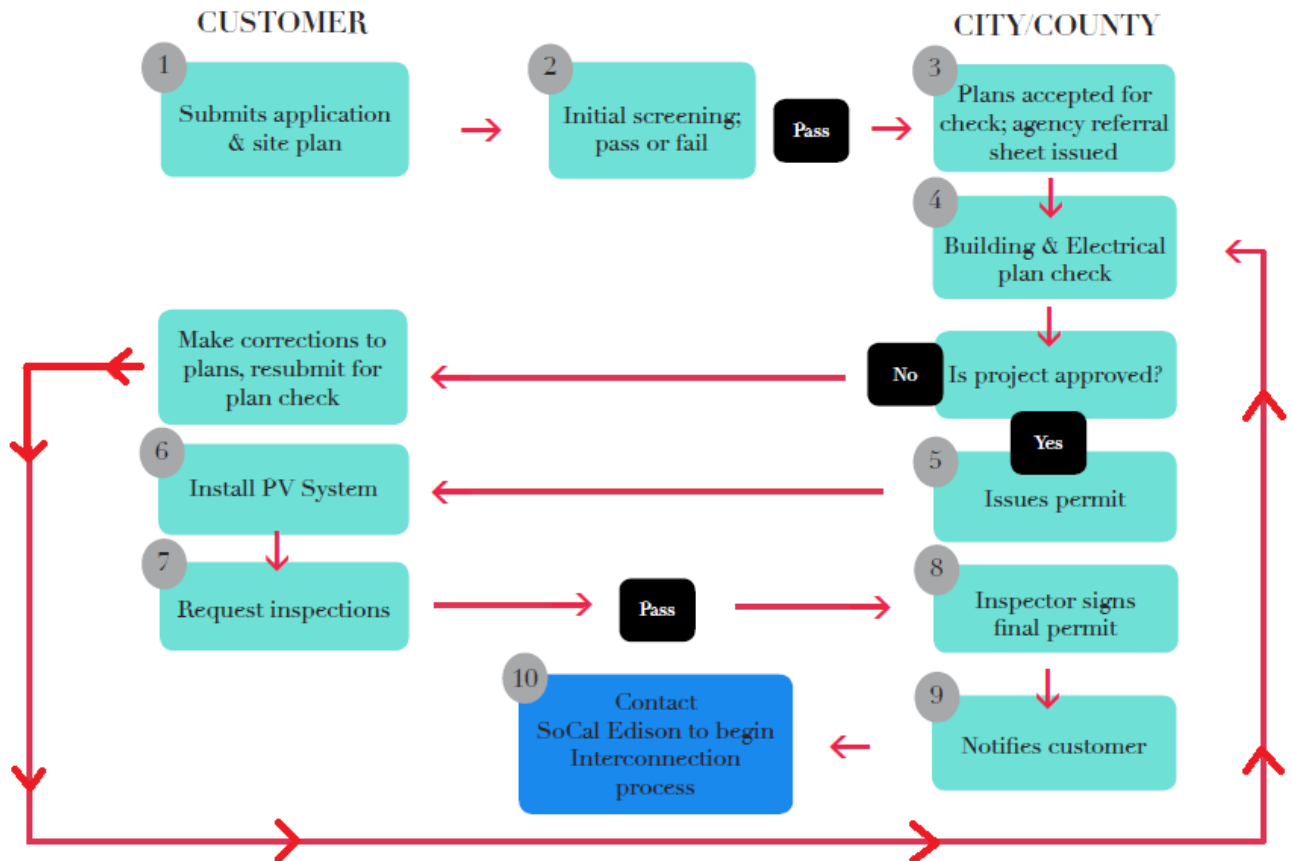 CUSTOMER
CITY/COUNTY
1
Submits application
& site plan
2
Initial screening;
pass or fail
Pass
3
Plans accepted for
check; agency referral
sheet issued
4
Building & Electrical
plan check
Is project approved?
No
Make corrections to
plans, resubmit for
plan check
Yes
5
Issues permit
6
Install PV System
7
Request inspections
Pass
8
Inspector signs
final permit
9
Notifies customer
10
Contact
SoCal Edison to begin
Interconnection
process